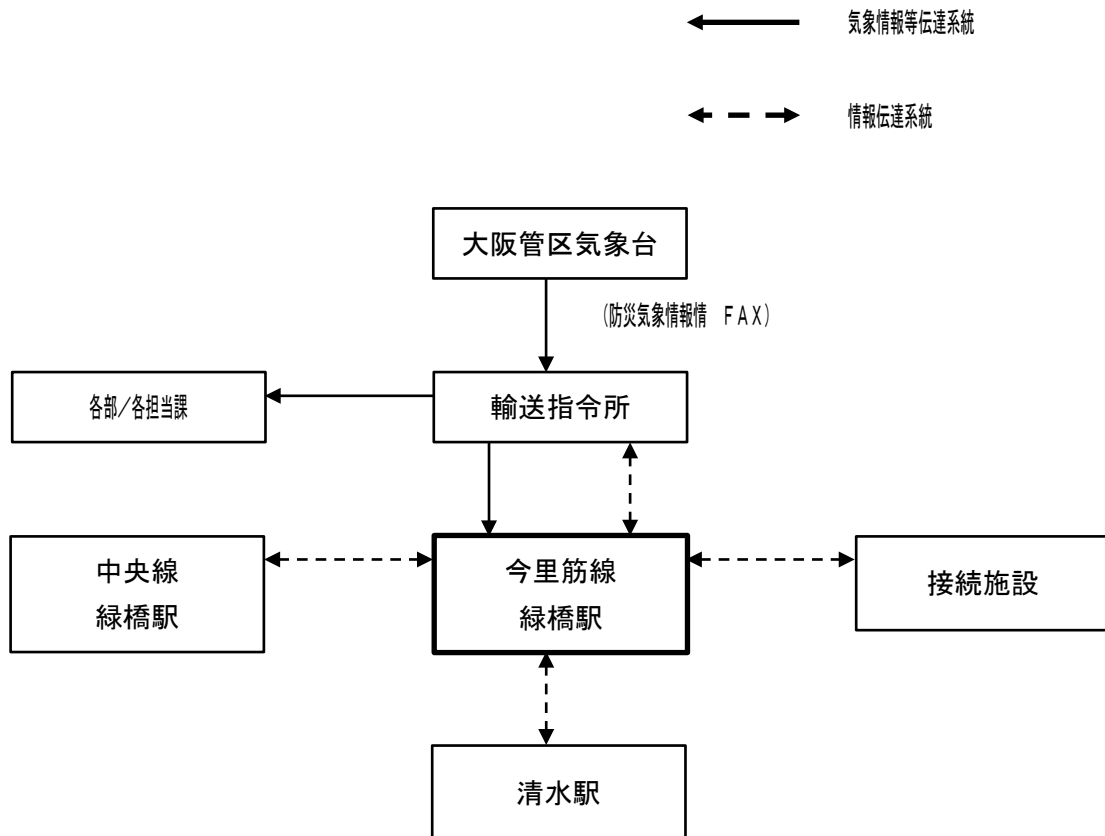 気象情報等伝達系統
情報伝達系統
大阪管区気象台
(防災気象情報情　ＦＡＸ)
各部／各担当課
輸送指令所
中央線
緑橋駅
今里筋線
緑橋駅
接続施設
清水駅